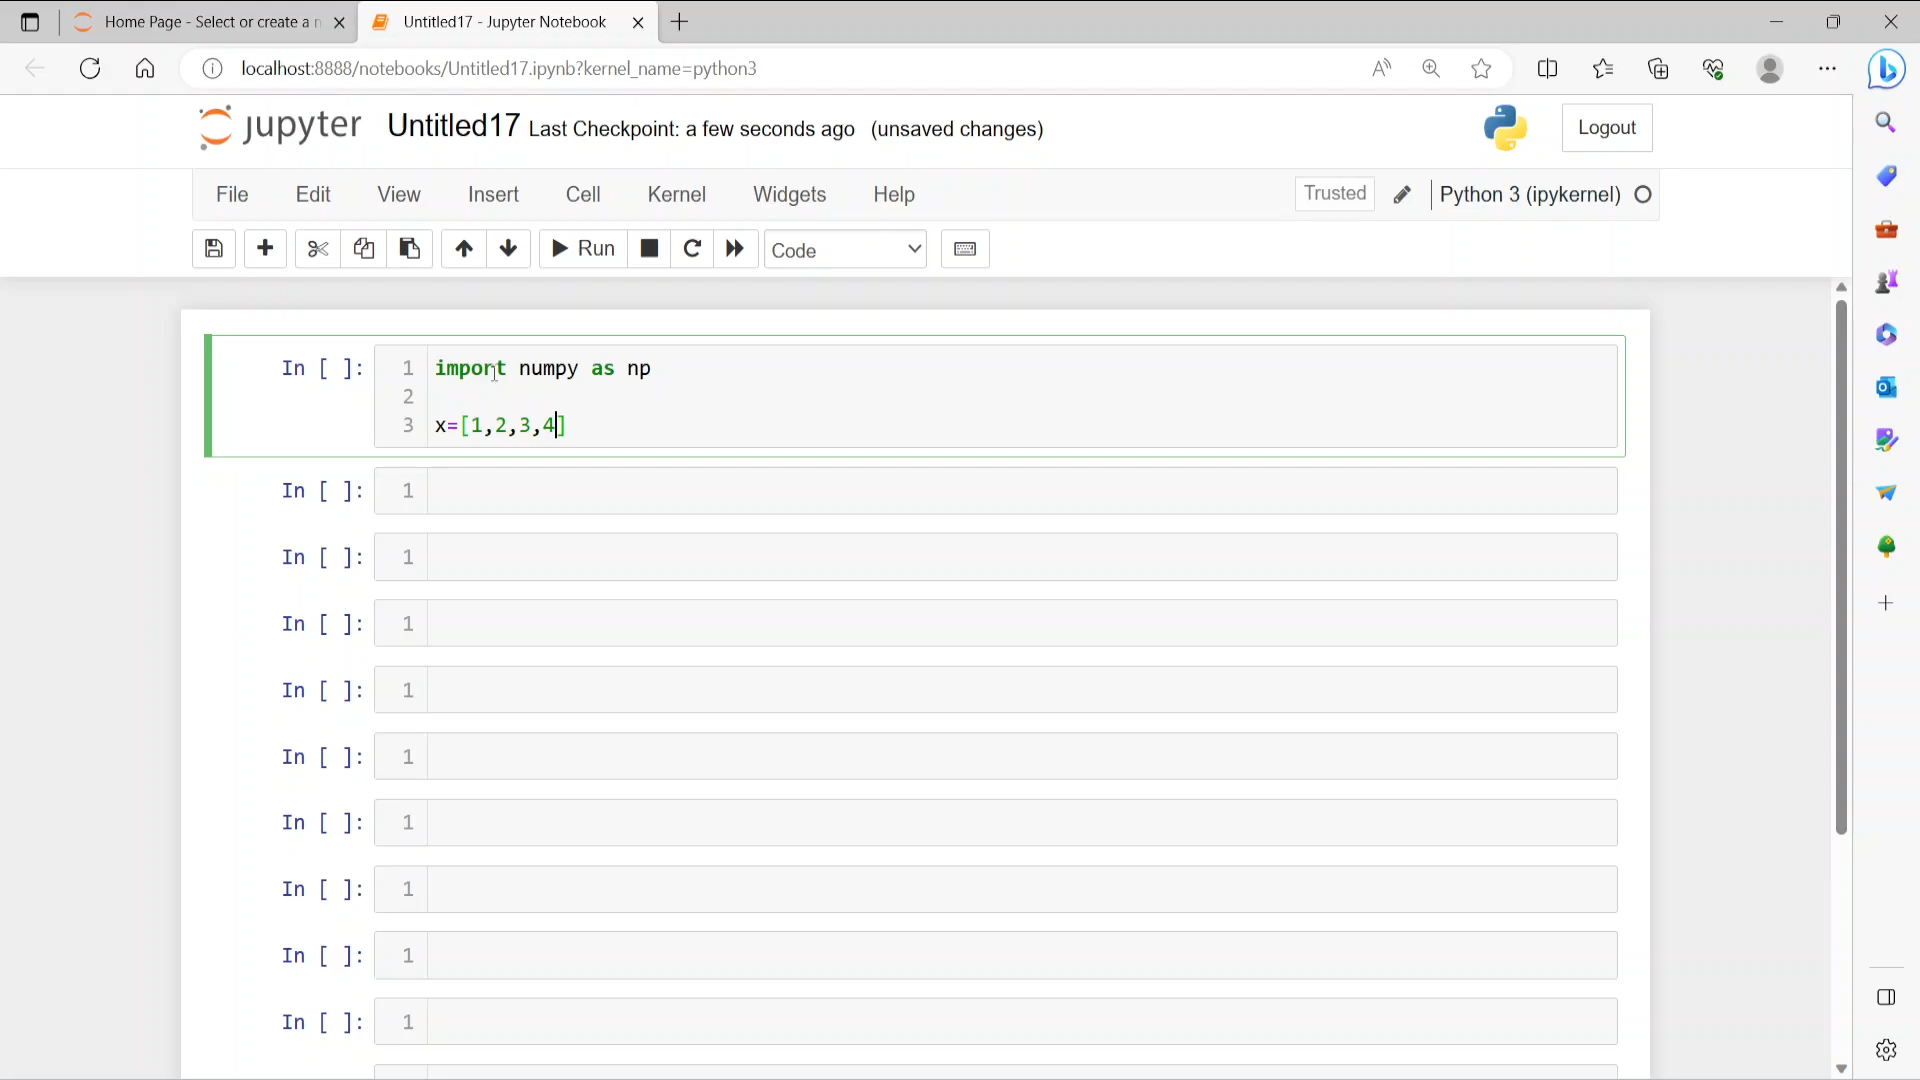 Home Page - Select or create a n
Untitled17 - Jupyter Notebook
localhost:8888/notebooks/Untitled17.ipynb?kernel_name=python3
jupyter Untitled17 Last Checkpoint: a few seconds ago (unsaved changes)
Logout
File Edit View Insert Cell Kernel Widgets Help Trusted Python 3 (ipykernel)
Run Code
In [ ]: 1 import numpy as np
2
3 x=[1,2,3,4]
In [ ]: 1
In [ ]: 1
In [ ]: 1
In [ ]: 1
In [ ]: 1
In [ ]: 1
In [ ]: 1
In [ ]: 1
In [ ]: 1